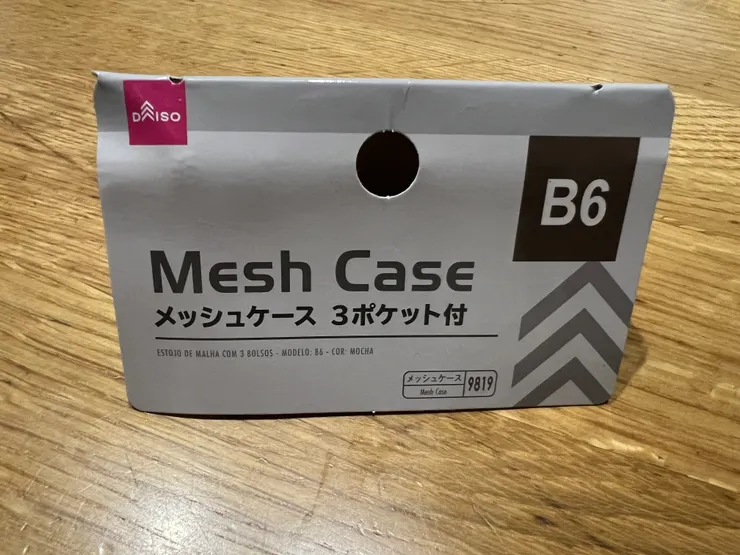 DAISO
B6
Mesh Case
メッシュケース 3ポケット付
ESTOJO DE MALHA COM 3 BOLSOS - MODELO: B6 - COR: MOCHA
メッシュケース
Mesh Case
9819